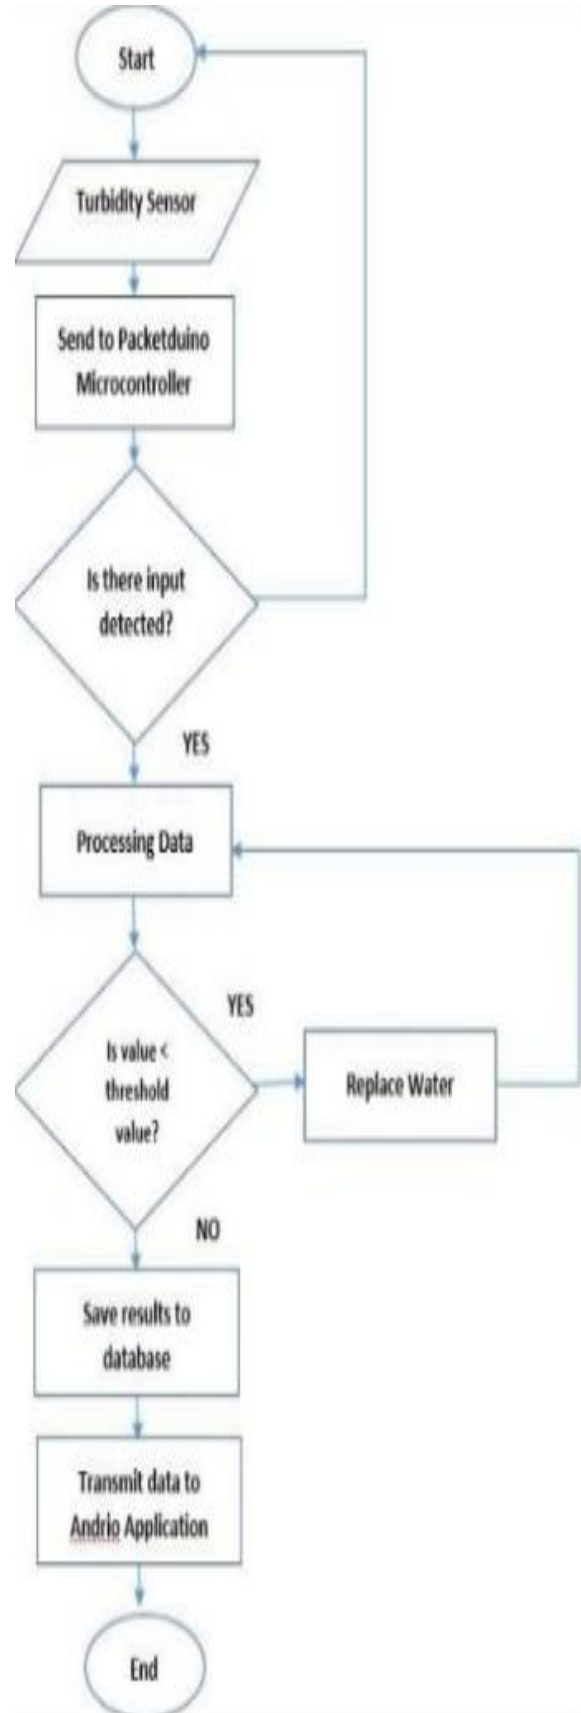 Start
Turbidity Sensor
Send to Packetduino
Microcontroller
Is there input
detected?
YES
Processing Data
YES
Is value <
threshold
value?
Replace Water
NO
Save results to
database
Transmit data to
Andrio Application
End